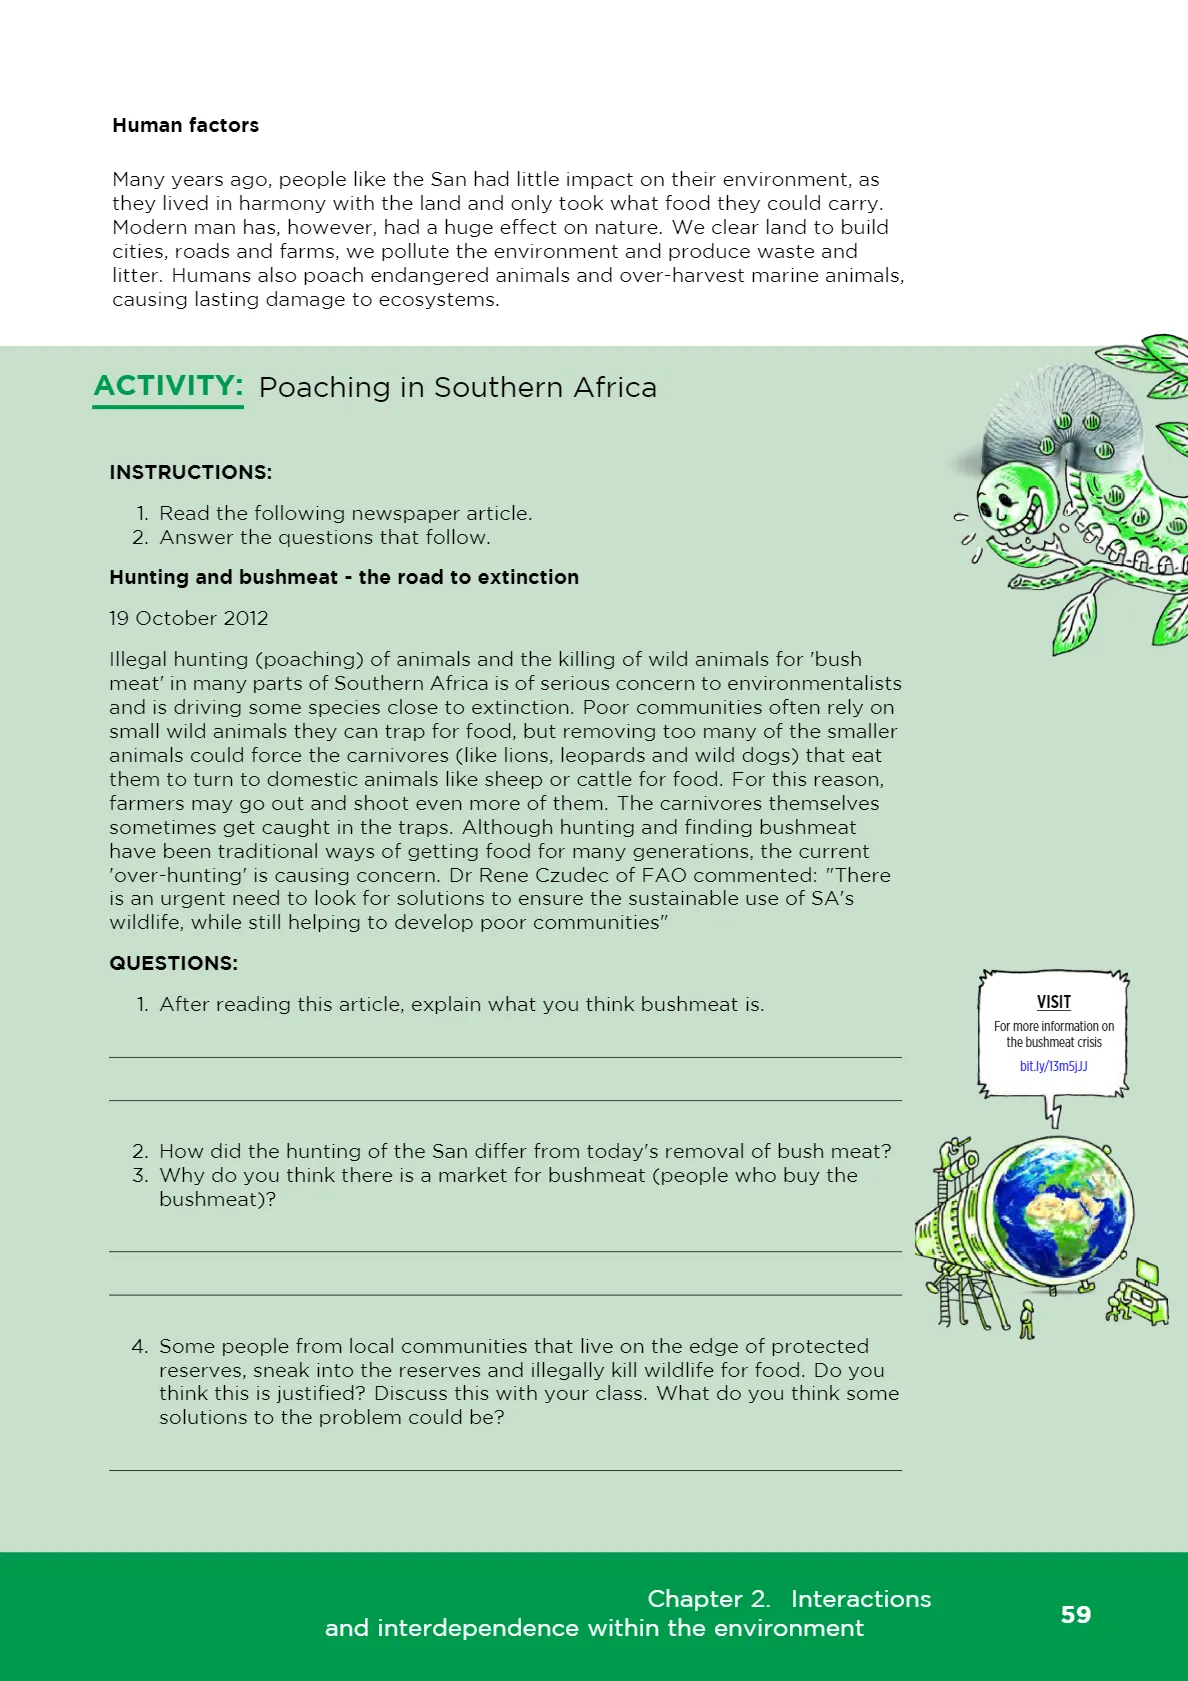 Human factors
Many years ago, people like the San had little impact on their environment, as
they lived in harmony with the land and only took what food they could carry.
Modern man has, however, had a huge effect on nature. We clear land to build
cities, roads and farms, we pollute the environment and produce waste and
litter. Humans also poach endangered animals and over-harvest marine animals,
causing lasting damage to ecosystems.
ACTIVITY: Poaching in Southern Africa
INSTRUCTIONS:
1. Read the following newspaper article.
2. Answer the questions that follow.
Hunting and bushmeat - the road to extinction
19 October 2012
Illegal hunting (poaching) of animals and the killing of wild animals for 'bush
meat' in many parts of Southern Africa is of serious concern to environmentalists
and is driving some species close to extinction. Poor communities often rely on
small wild animals they can trap for food, but removing too many of the smaller
animals could force the carnivores (like lions, leopards and wild dogs) that eat
them to turn to domestic animals like sheep or cattle for food. For this reason,
farmers may go out and shoot even more of them. The carnivores themselves
sometimes get caught in the traps. Although hunting and finding bushmeat
have been traditional ways of getting food for many generations, the current
'over-hunting' is causing concern. Dr Rene Czudec of FAO commented: "There
is an urgent need to look for solutions to ensure the sustainable use of SA's
wildlife, while still helping to develop poor communities"
QUESTIONS:
1. After reading this article, explain what you think bushmeat is.
2. How did the hunting of the San differ from today's removal of bush meat?
3. Why do you think there is a market for bushmeat (people who buy the
bushmeat)?
4. Some people from local communities that live on the edge of protected
reserves, sneak into the reserves and illegally kill wildlife for food. Do you
think this is justified? Discuss this with your class. What do you think some
solutions to the problem could be?
VISIT
For more information on
the bushmeat crisis
bit.ly/13m5jJJ
Chapter 2. Interactions
and interdependence within the environment
59